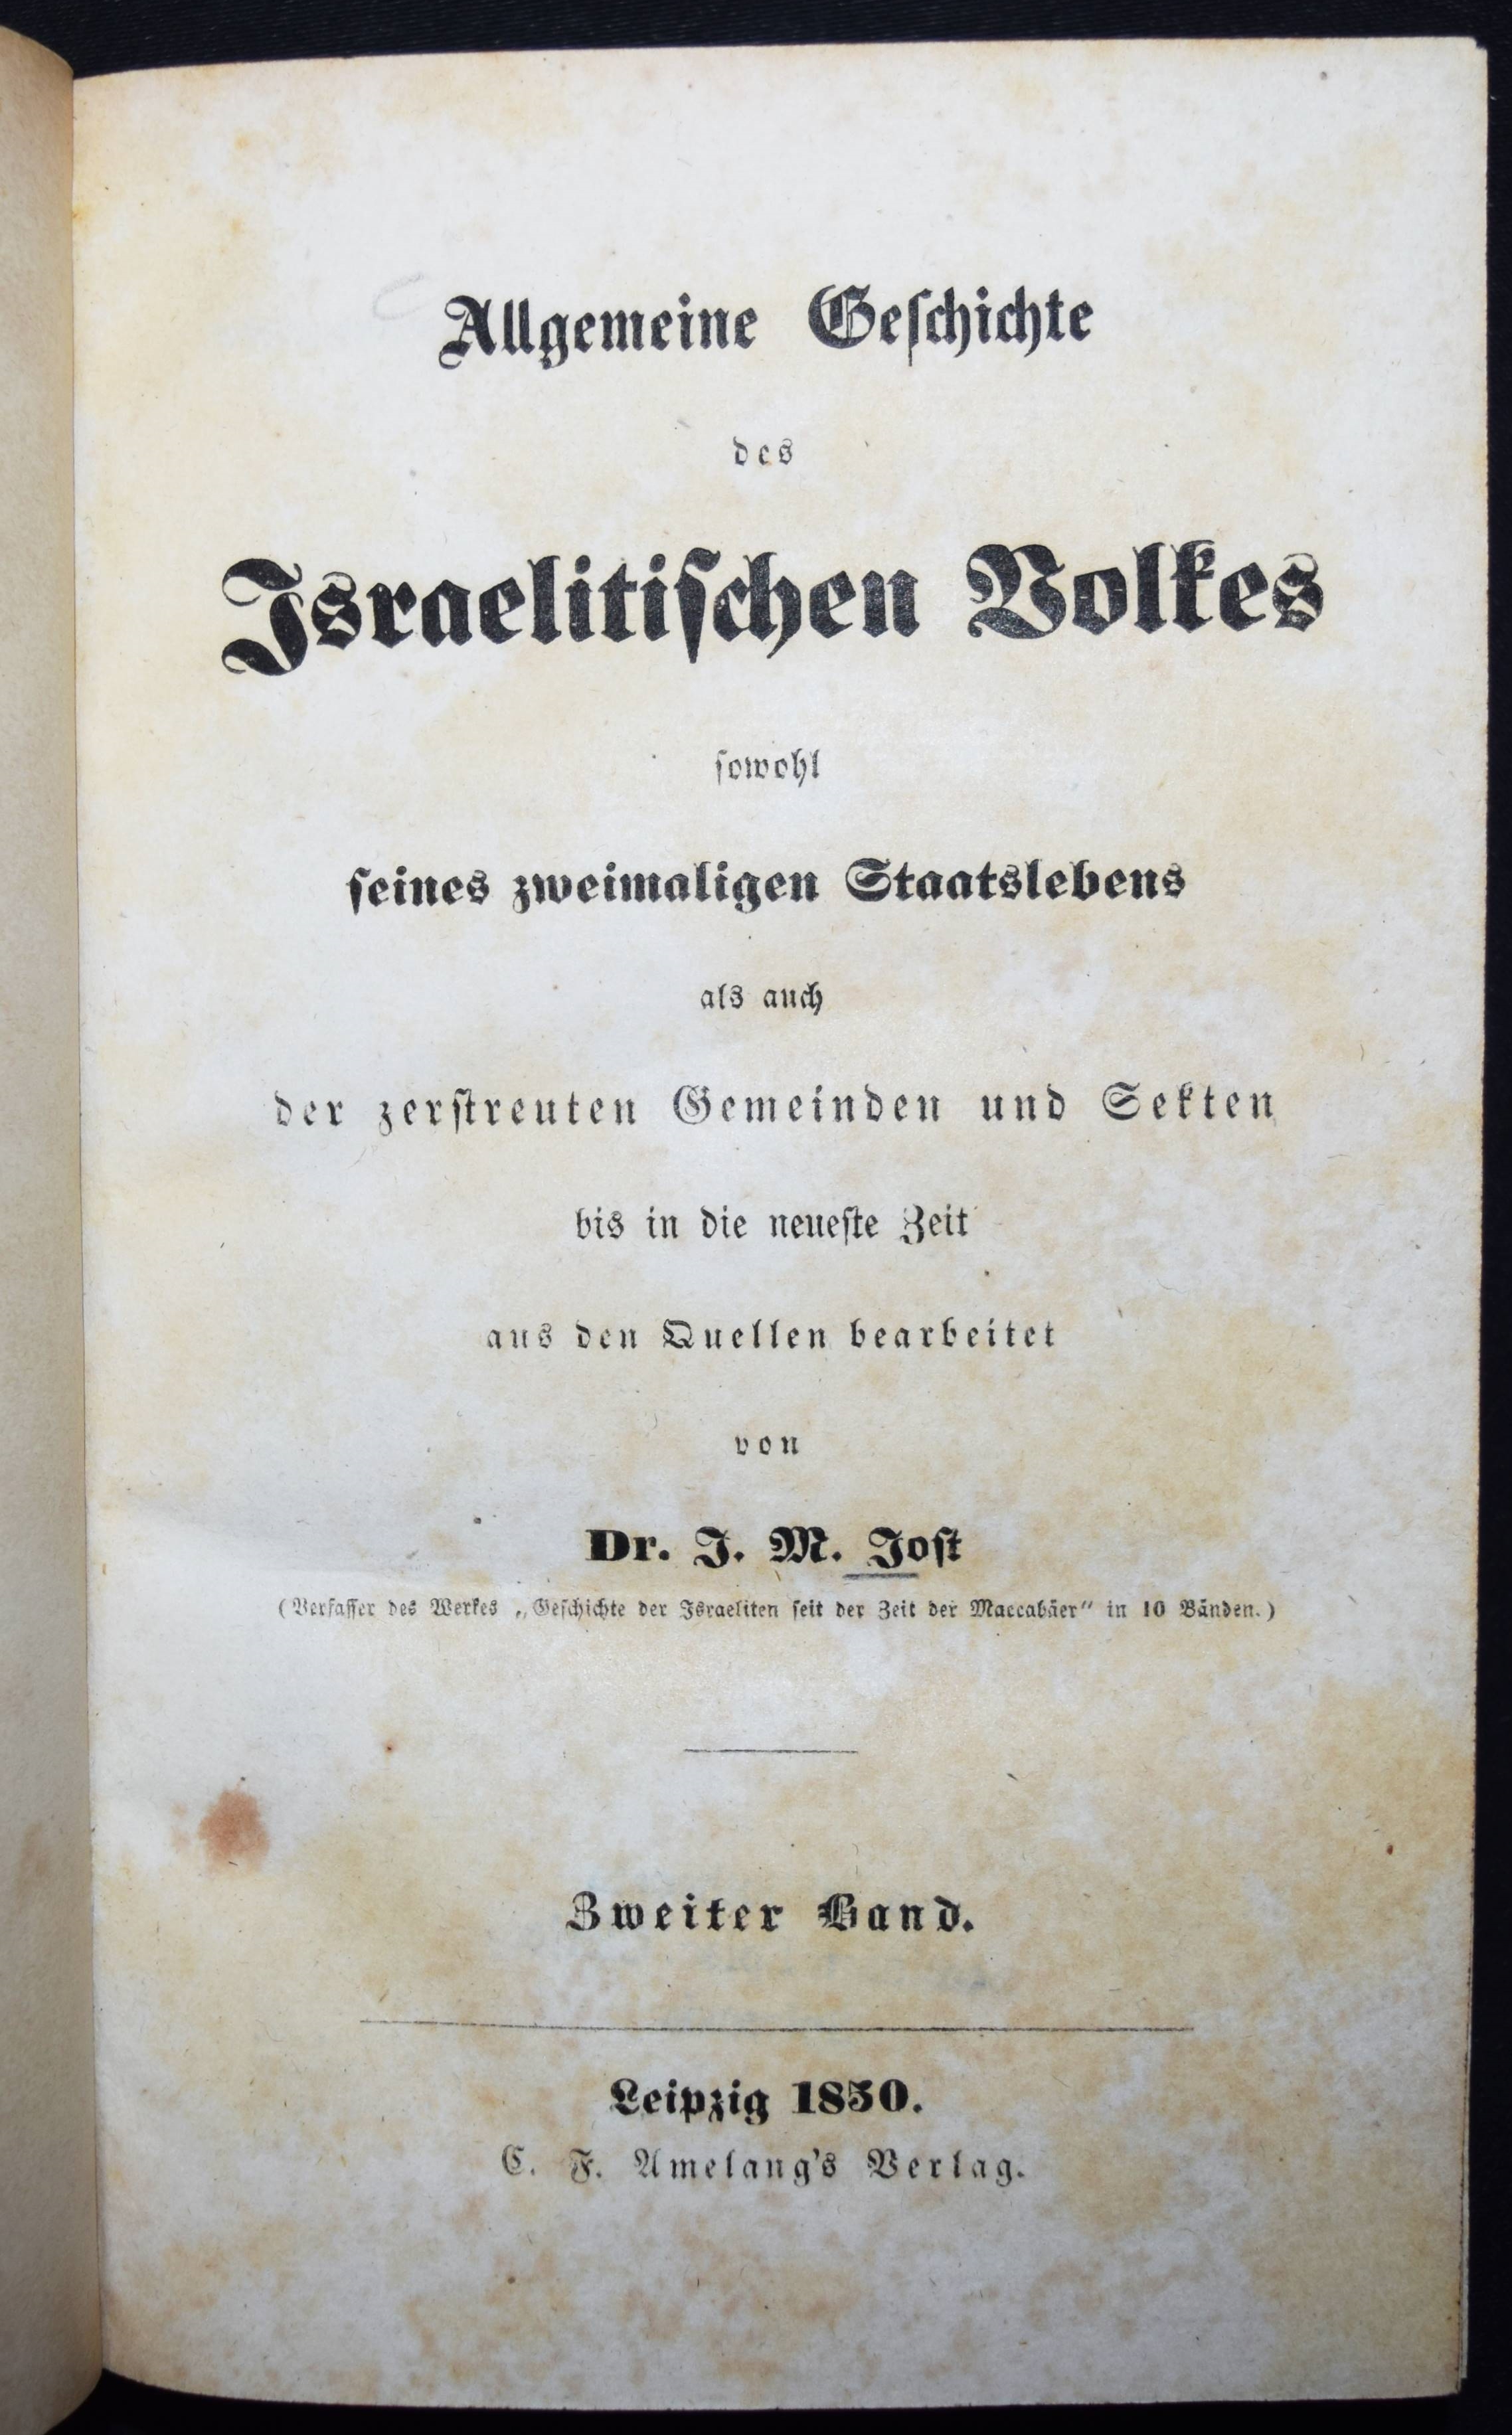 Allgemeine Geſchichte
des
Israelitiſchen Volkes
ſowohl
ſeines zweimaligen Staatslebens
als auch
der zerſtreuten Gemeinden und Sekten
bis in die neueſte Zeit
aus den Quellen bearbeitet
von
Dr. J. M. Joſt
(Verfaſſer des Werkes „Geſchichte der Israeliten ſeit der Zeit der Maccabäer“ in 10 Bänden.)
Zweiter Band.
Leipzig 1850.
C. F. Amelang's Verlag.